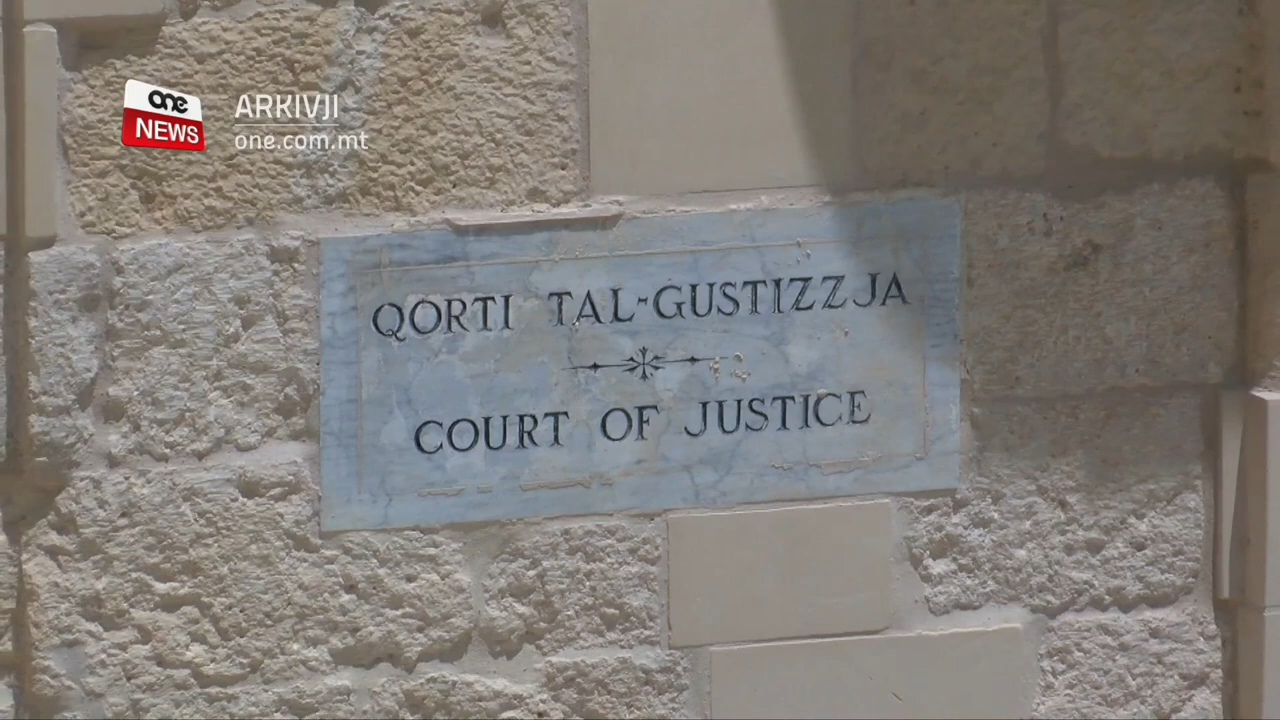 one
NEWS
ARKIVJI
one.com.mt
QORTI TAL-GUSTIZZJA
COURT OF JUSTICE